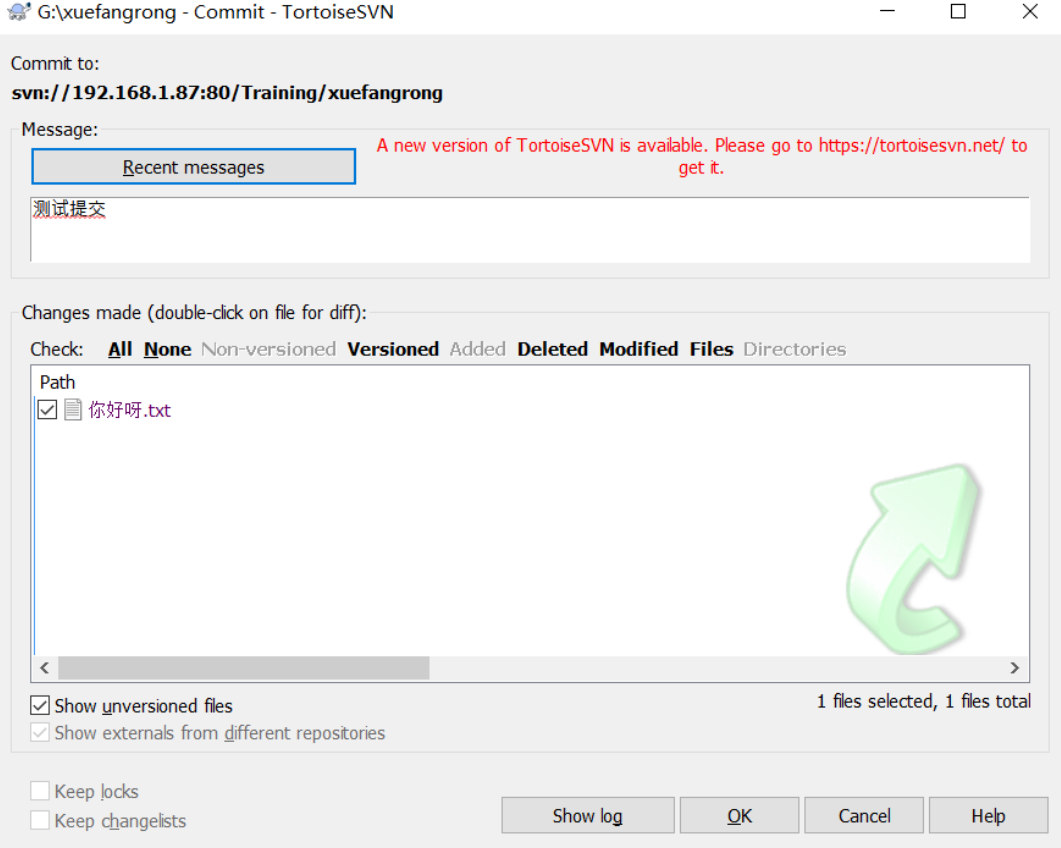 G:\xuefangrong - Commit - TortoiseSVN
Commit to:
svn://192.168.1.87:80/Training/xuefangrong
Message:
Recent messages
A new version of TortoiseSVN is available. Please go to https://tortoisesvn.net/ to
get it.
测试提交
Changes made (double-click on file for diff):
Check: All None Non-versioned Versioned Added Deleted Modified Files Directories
Path
你好呀.txt
Show unversioned files
1 files selected, 1 files total
Show externals from different repositories
Keep locks
Keep changelists
Show log OK Cancel Help